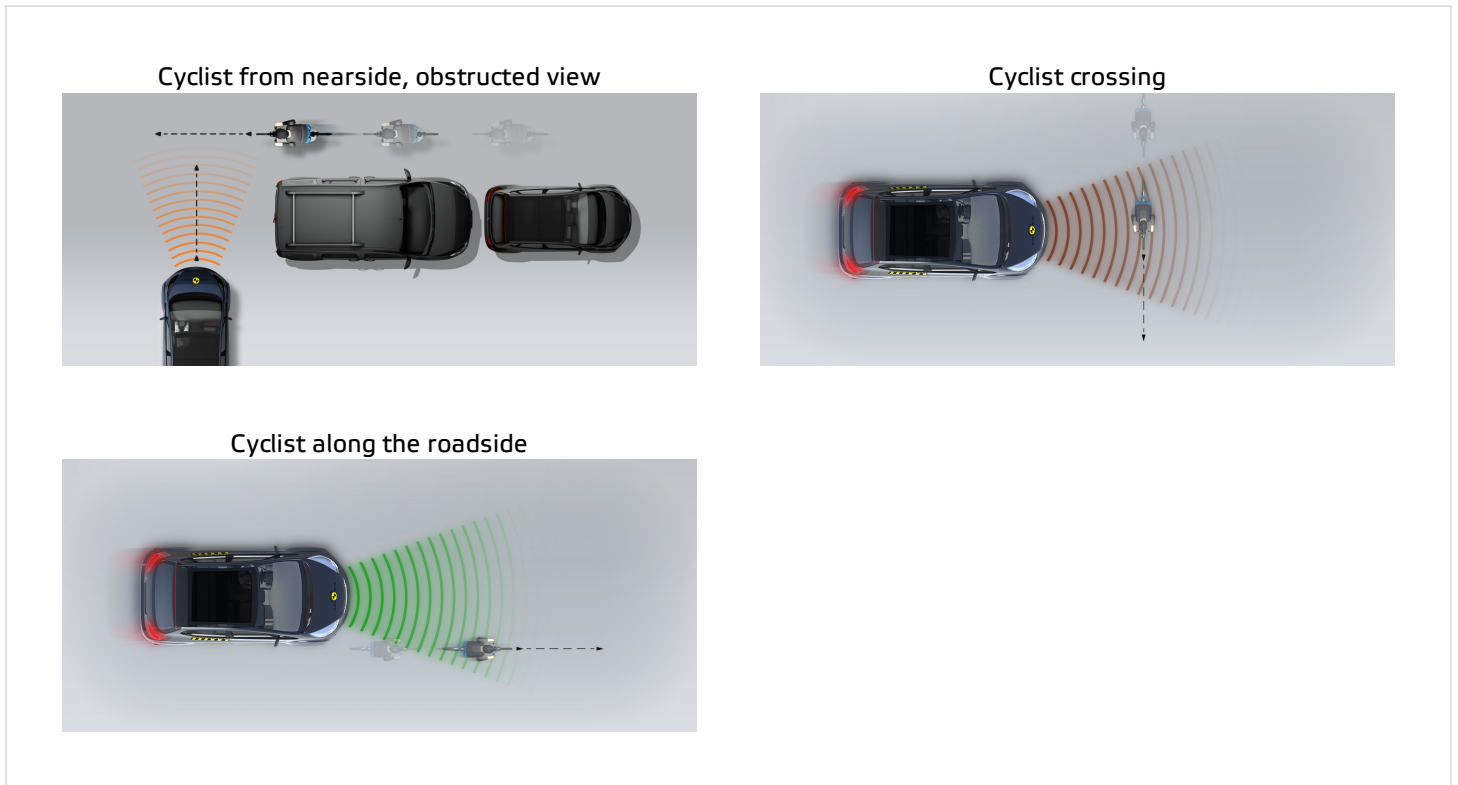 Cyclist from nearside, obstructed view
Cyclist crossing
Cyclist along the roadside